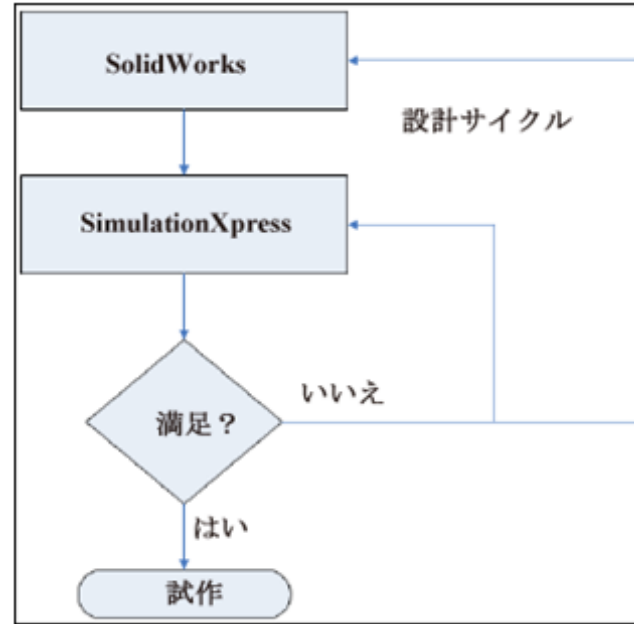 SolidWorks
設計サイクル
SimulationXpress
いいえ
満足？
はい
試作